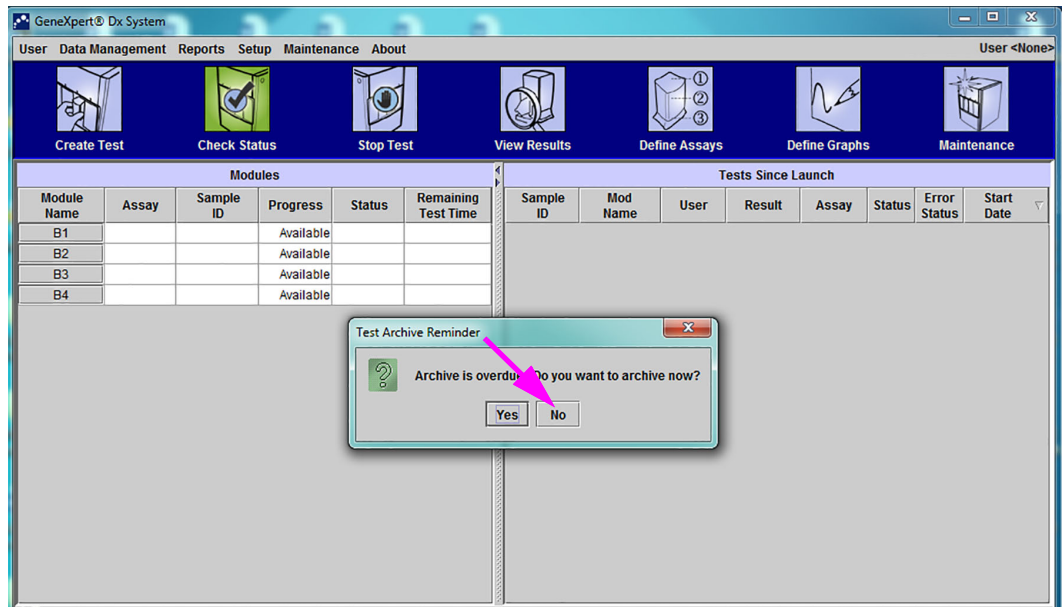 GeneXpert® Dx System
User Data Management Reports Setup Maintenance About User <None>
Create Test Check Status Stop Test View Results Define Assays Define Graphs Maintenance
1
2
3
Modules
Module Name Assay Sample ID Progress Status Remaining Test Time
B1 Available
B2 Available
B3 Available
B4 Available
Tests Since Launch
Sample ID Mod Name User Result Assay Status Error Status Start Date
Test Archive Reminder
Archive is overdue. Do you want to archive now?
Yes No